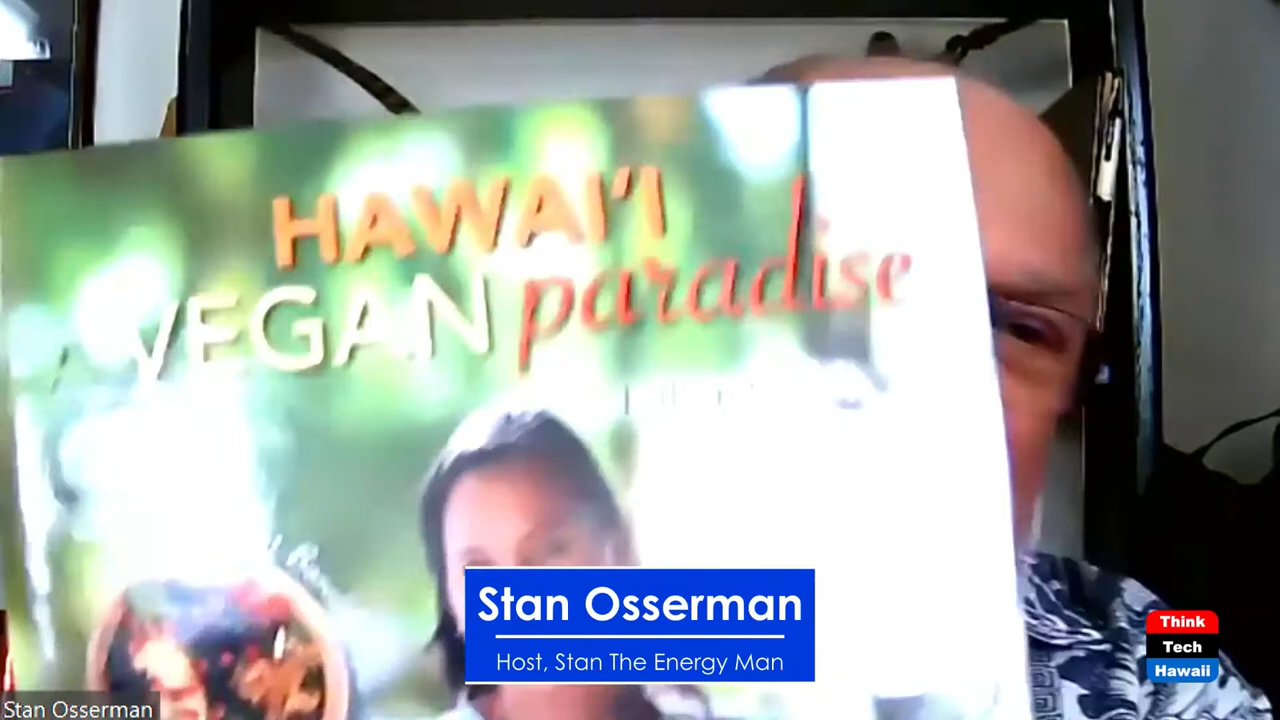 HAWAI'I
VEGAN paradise
Stan Osserman
Host, Stan The Energy Man
Think
Tech
Hawaii
Stan Osserman